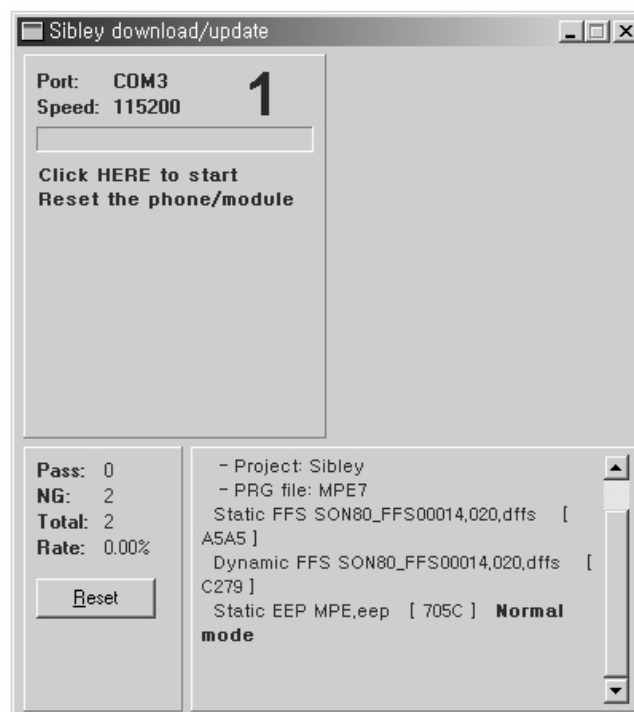 Sibley download/update
Port: COM3
Speed: 115200
1
Click HERE to start
Reset the phone/module
Pass: 0
NG: 2
Total: 2
Rate: 0.00%
Reset
- Project: Sibley
- PRG file: MPE7
Static FFS SON80_FFS00014,020,dffs [
A5A5 ]
Dynamic FFS SON80_FFS00014,020,dffs [
C279 ]
Static EEP MPE,eep [ 705C ] Normal
mode